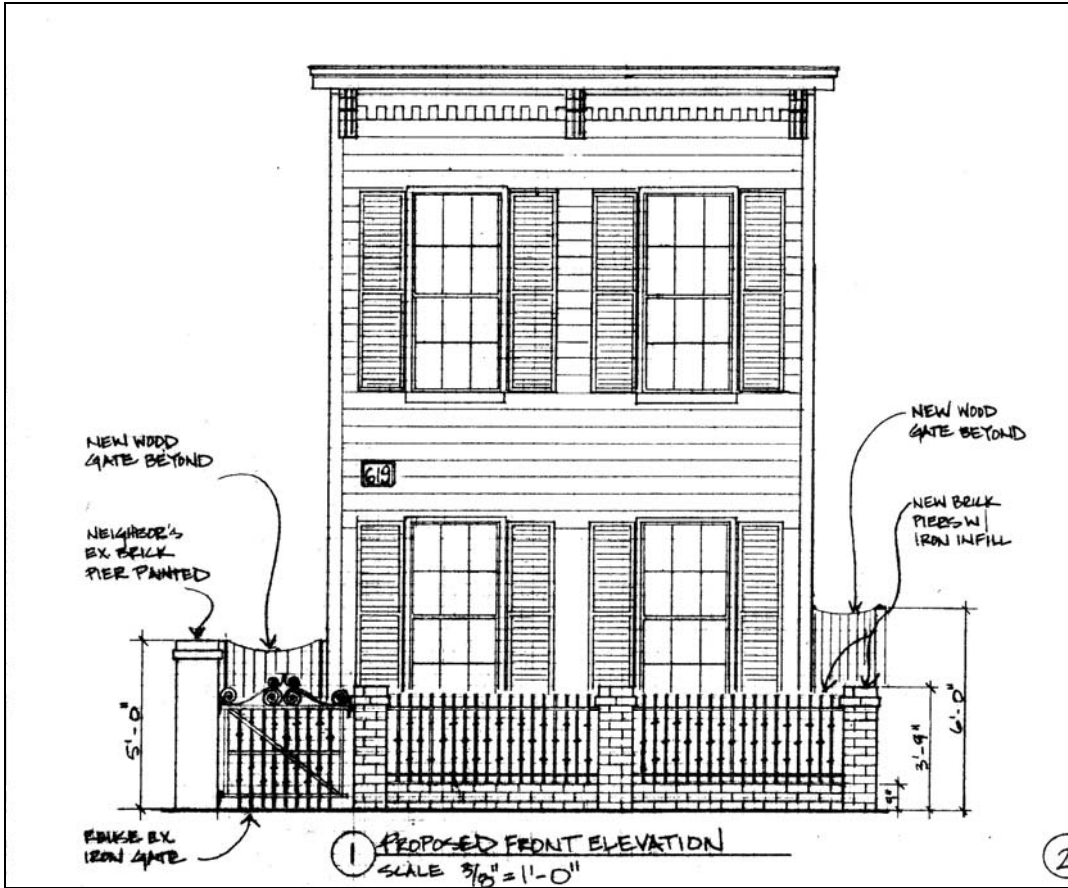 NEW WOOD
GATE BEYOND
NEIGHBOR'S
EX. BRICK
PIER PAINTED
619
NEW WOOD
GATE BEYOND
NEW BRICK
PIERS W/
IRON INFILL
5'-0"
9"
3'-9"
6'-0"
REUSE EX
IRON GATE
1 PROPOSED FRONT ELEVATION
SCALE 3/8" = 1'-0"
2